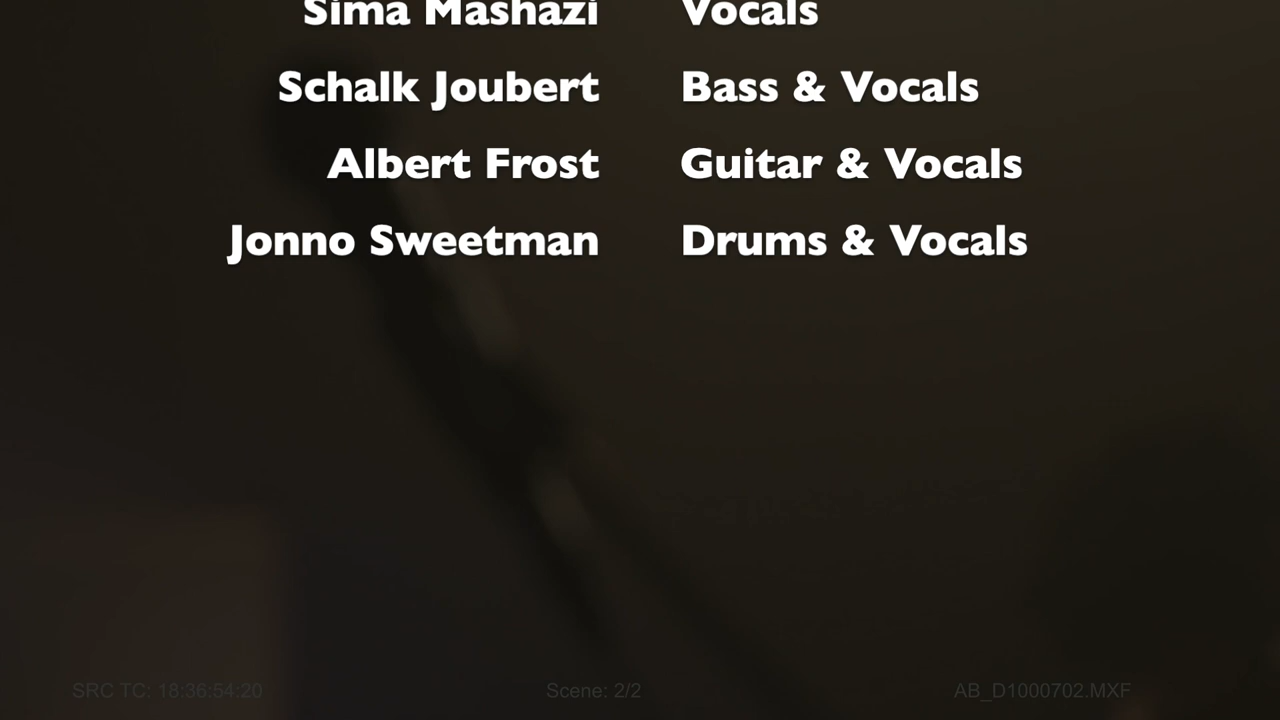 Sima Mashazi Vocals
Schalk Joubert Bass & Vocals
Albert Frost Guitar & Vocals
Jonno Sweetman Drums & Vocals
SRC TC: 18:36:54:20 Scene: 2/2 AB_D1000702.MXF